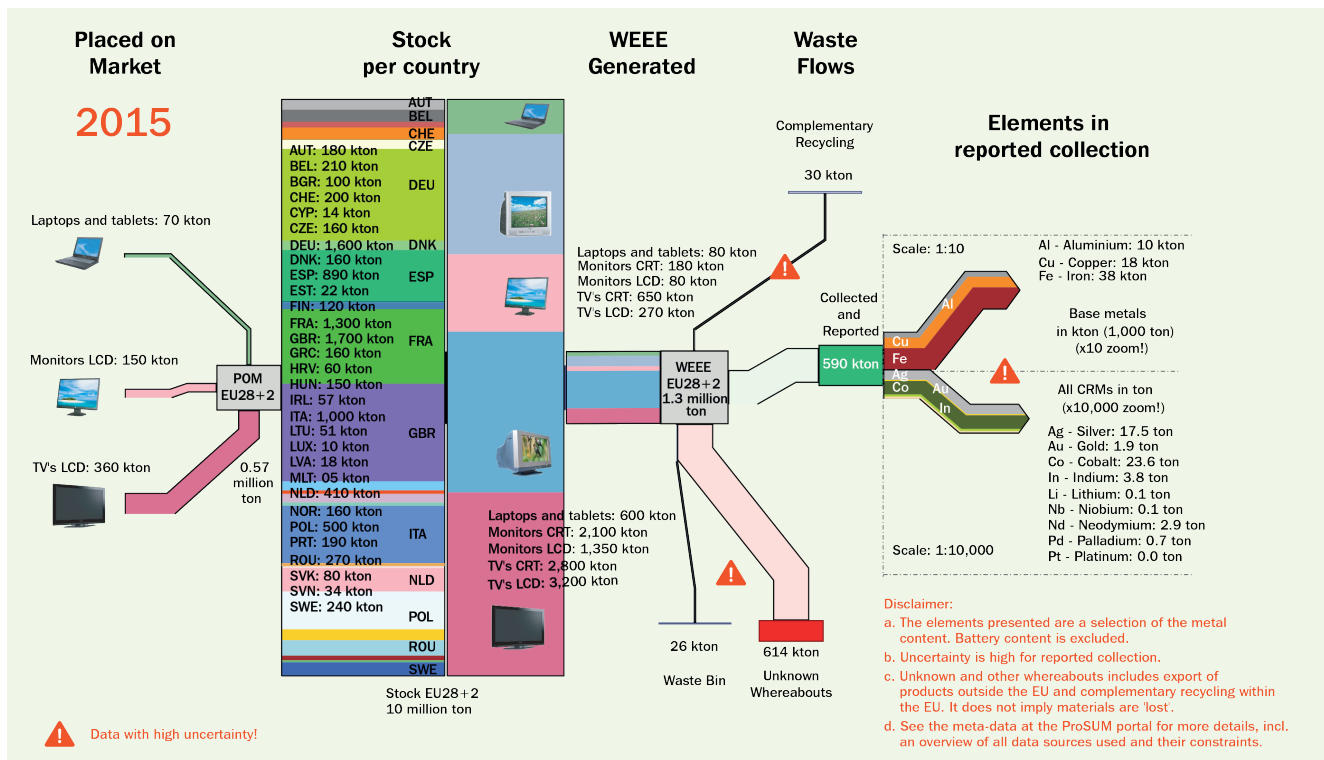 Placed on
Market
Stock
per country
WEEE
Generated
Waste
Flows
2015
Elements in
reported collection
Laptops and tablets: 70 kton
Monitors LCD: 150 kton
TV's LCD: 360 kton
POM
EU28+2
0.57
million
ton
AUT
BEL
CHE
CZE
DEU
DNK
ESP
FRA
GBR
ITA
NLD
POL
ROU
SWE
AUT: 180 kton
BEL: 210 kton
BGR: 100 kton
CHE: 200 kton
CYP: 14 kton
CZE: 160 kton
DEU: 1,600 kton
DNK: 160 kton
ESP: 890 kton
EST: 22 kton
FIN: 120 kton
FRA: 1,300 kton
GBR: 1,700 kton
GRC: 160 kton
HRV: 60 kton
HUN: 150 kton
IRL: 57 kton
ITA: 1,000 kton
LTU: 51 kton
LUX: 10 kton
LVA: 18 kton
MLT: 05 kton
NLD: 410 kton
NOR: 160 kton
POL: 500 kton
PRT: 190 kton
ROU: 270 kton
SVK: 80 kton
SVN: 34 kton
SWE: 240 kton
Stock EU28+2
10 million ton
Laptops and tablets: 600 kton
Monitors CRT: 2,100 kton
Monitors LCD: 1,350 kton
TV's CRT: 2,800 kton
TV's LCD: 3,200 kton
Laptops and tablets: 80 kton
Monitors CRT: 180 kton
Monitors LCD: 80 kton
TV's CRT: 650 kton
TV's LCD: 270 kton
WEEE
EU28+2
1.3 million
ton
Complementary
Recycling
30 kton
Collected
and
Reported
590 kton
26 kton
Waste Bin
614 kton
Unknown
Whereabouts
Scale: 1:10
Al
Cu
Fe
Ag
Co
Au
In
Al - Aluminium: 10 kton
Cu - Copper: 18 kton
Fe - Iron: 38 kton
Base metals
in kton (1,000 ton)
(x10 zoom!)
All CRMs in ton
(x10,000 zoom!)
Ag - Silver: 17.5 ton
Au - Gold: 1.9 ton
Co - Cobalt: 23.6 ton
In - Indium: 3.8 ton
Li - Lithium: 0.1 ton
Nb - Niobium: 0.1 ton
Nd - Neodymium: 2.9 ton
Pd - Palladium: 0.7 ton
Pt - Platinum: 0.0 ton
Scale: 1:10,000
Disclaimer:
a. The elements presented are a selection of the metal
content. Battery content is excluded.
b. Uncertainty is high for reported collection.
c. Unknown and other whereabouts includes export of
products outside the EU and complementary recycling within
the EU. It does not imply materials are 'lost'.
d. See the meta-data at the ProSUM portal for more details, incl.
an overview of all data sources used and their constraints.
Data with high uncertainty!